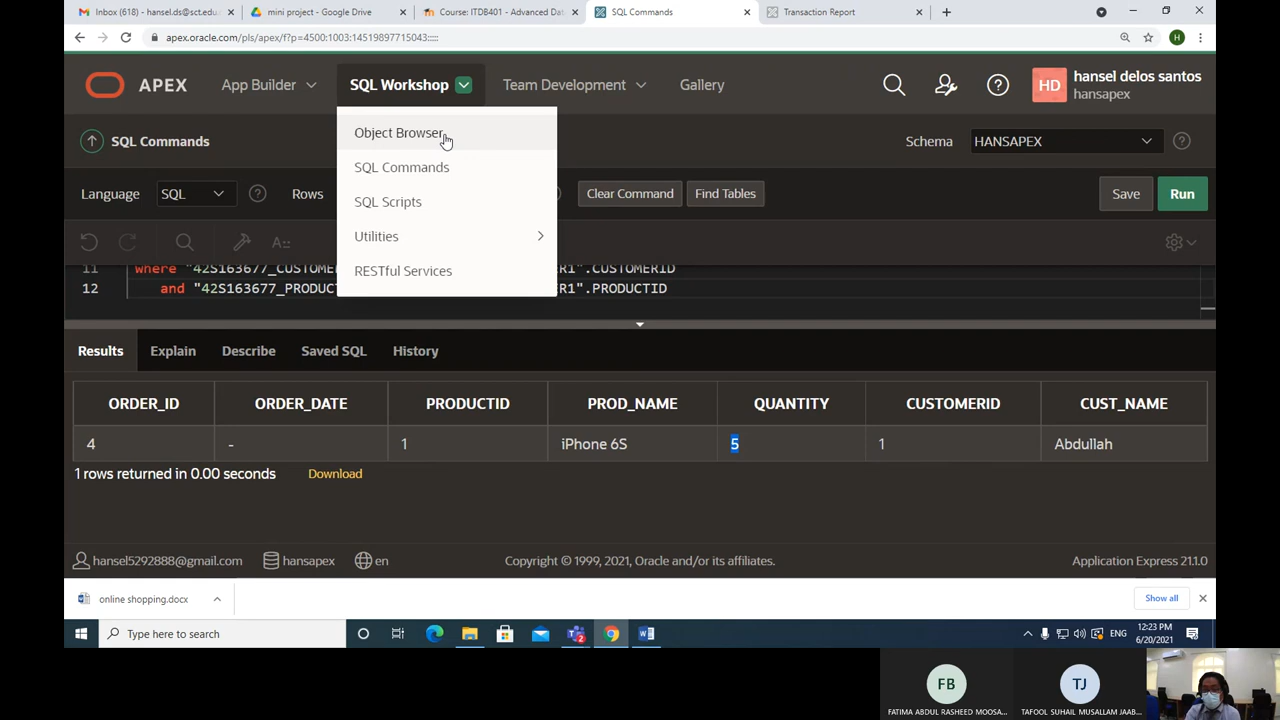 Inbox (618) - hansel.ds@sct.edu.
mini project - Google Drive
Course: ITDB401 - Advanced Dat
SQL Commands
Transaction Report
apex.oracle.com/pls/apex/f?p=4500:1003:14519897715043:::::
H
APEX
App Builder
SQL Workshop
Team Development
Gallery
HD
hansel delos santos
hansapex
SQL Commands
Object Browser
SQL Commands
SQL Scripts
Utilities
RESTful Services
Schema
HANSAPEX
Language
SQL
Rows
Clear Command
Find Tables
Save
Run
11 where "42S163677_CUSTOME R1".CUSTOMERID
12 and "42S163677_PRODUCT ER1".PRODUCTID
Results
Explain
Describe
Saved SQL
History
ORDER_ID ORDER_DATE PRODUCTID PROD_NAME QUANTITY CUSTOMERID CUST_NAME
4 - 1 iPhone 6S 5 1 Abdullah
1 rows returned in 0.00 seconds
Download
hansel5292888@gmail.com
hansapex
en
Copyright © 1999, 2021, Oracle and/or its affiliates.
Application Express 21.1.0
online shopping.docx
Show all
Type here to search
ENG
12:23 PM
6/20/2021
FB
FATIMA ABDUL RASHEED MOOSA...
TJ
TAFOOL SUHAIL MUSALLAM JAAB...